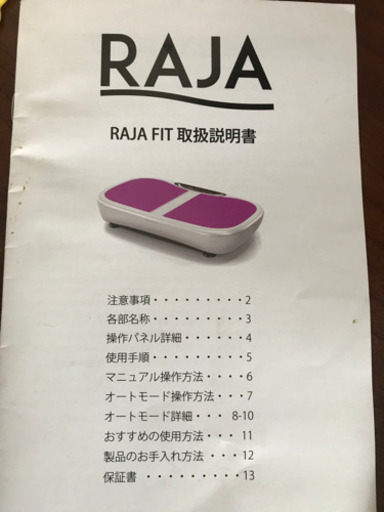 RAJA
RAJA FIT 取扱説明書
注意事項・・・・・・・・・2
各部名称・・・・・・・・・3
操作パネル詳細・・・・・・4
使用手順・・・・・・・・・5
マニュアル操作方法・・・・6
オートモード操作方法・・・7
オートモード詳細・・・ 8-10
おすすめの使用方法・・・ 11
製品のお手入れ方法・・・12
保証書 ・・・・・・・・・13